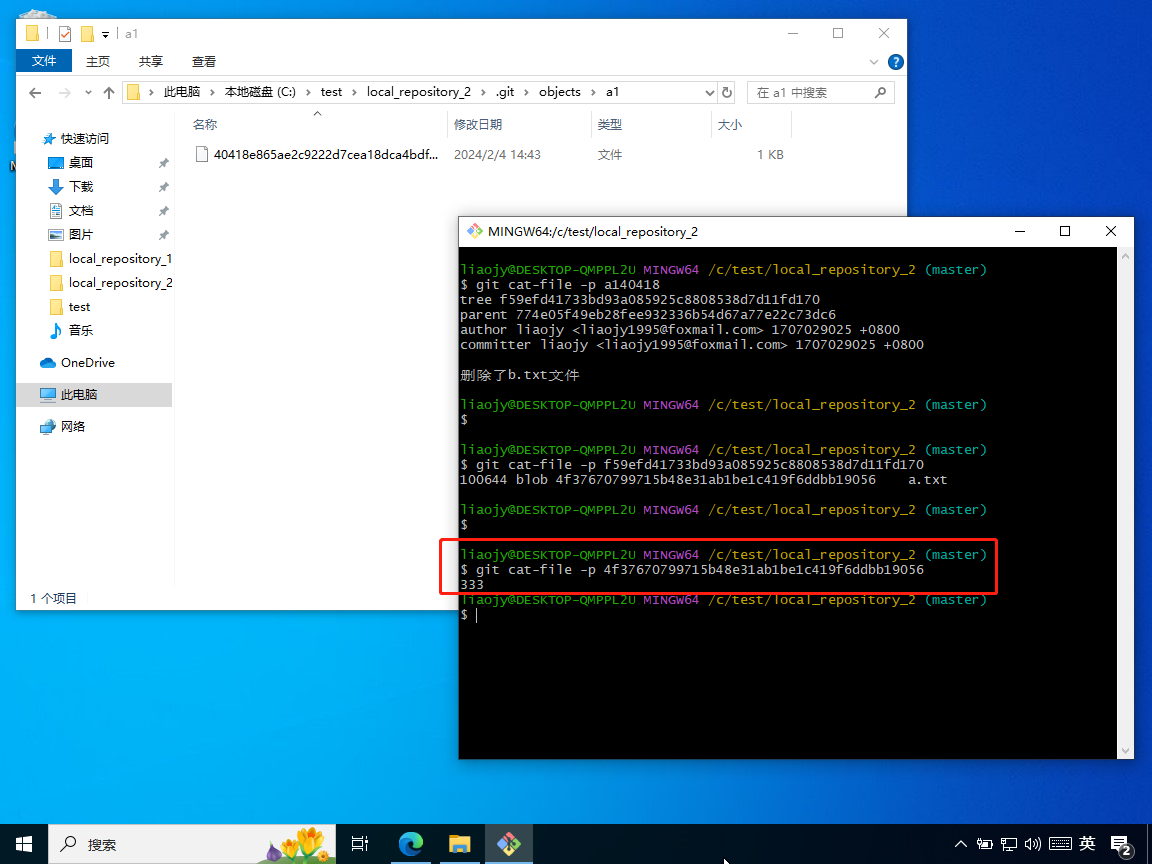 a1
文件
主页
共享
查看
此电脑
本地磁盘 (C:)
test
local_repository_2
.git
objects
a1
在 a1 中搜索
名称
修改日期
类型
大小
40418e865ae2c9222d7cea18dca4bdf...
2024/2/4 14:43
文件
1 KB
快速访问
桌面
下载
文档
图片
local_repository_1
local_repository_2
test
音乐
OneDrive
此电脑
网络
1 个项目
MINGW64:/c/test/local_repository_2
liaojy@DESKTOP-QMPPL2U MINGW64 /c/test/local_repository_2 (master)
$ git cat-file -p a140418
tree f59efd41733bd93a085925c8808538d7d11fd170
parent 774e05f49eb28fee932336b54d67a77e22c73dc6
author liaojy <liaojy1995@foxmail.com> 1707029025 +0800
committer liaojy <liaojy1995@foxmail.com> 1707029025 +0800
删除了b.txt文件
liaojy@DESKTOP-QMPPL2U MINGW64 /c/test/local_repository_2 (master)
$
liaojy@DESKTOP-QMPPL2U MINGW64 /c/test/local_repository_2 (master)
$ git cat-file -p f59efd41733bd93a085925c8808538d7d11fd170
100644 blob 4f37670799715b48e31ab1be1c419f6ddbb19056    a.txt
liaojy@DESKTOP-QMPPL2U MINGW64 /c/test/local_repository_2 (master)
$
liaojy@DESKTOP-QMPPL2U MINGW64 /c/test/local_repository_2 (master)
$ git cat-file -p 4f37670799715b48e31ab1be1c419f6ddbb19056
333
liaojy@DESKTOP-QMPPL2U MINGW64 /c/test/local_repository_2 (master)
$
搜索
英
2